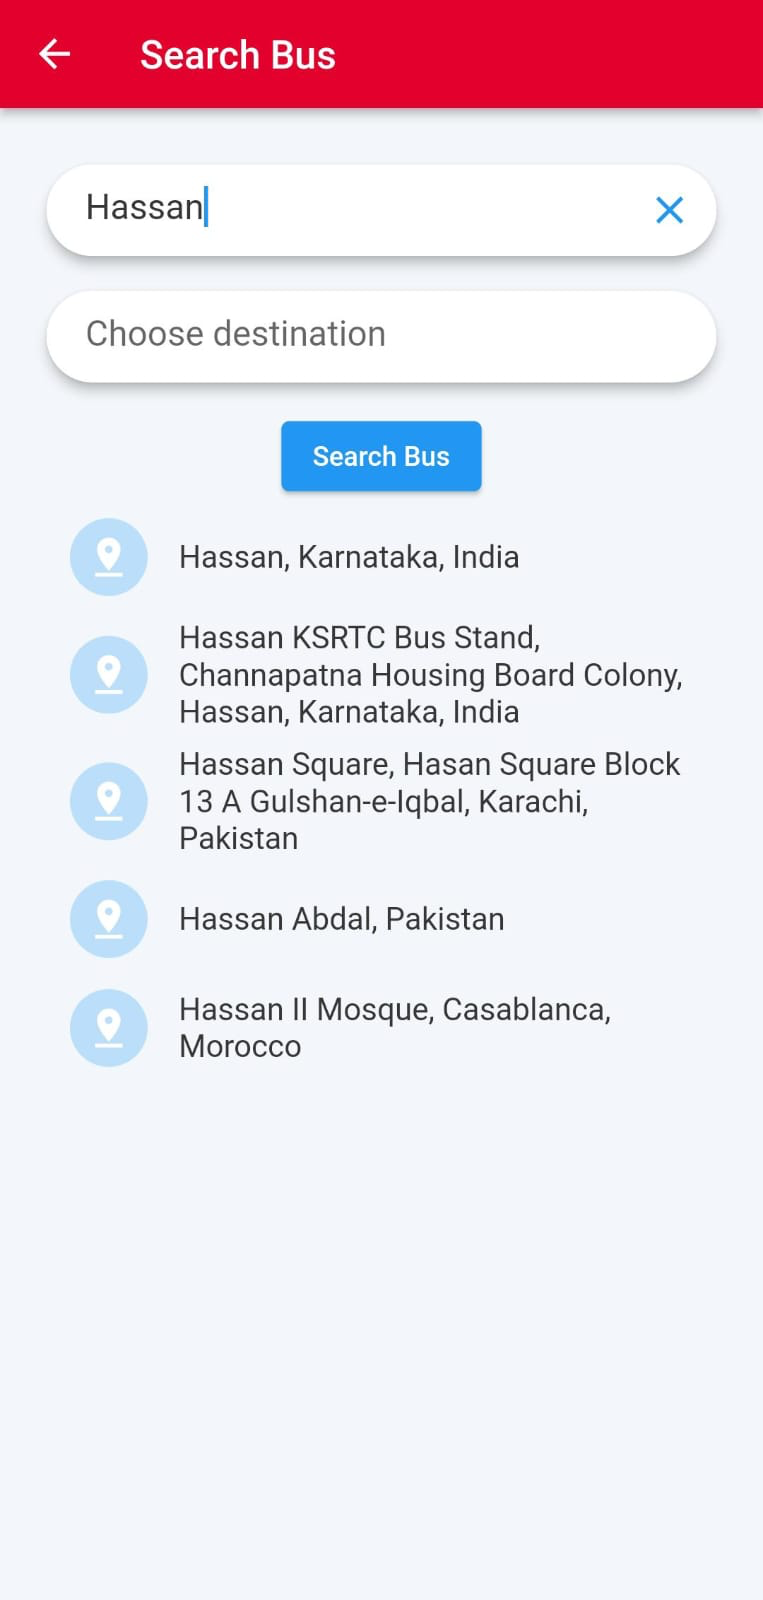 Search Bus
Hassan
Choose destination
Search Bus
Hassan, Karnataka, India
Hassan KSRTC Bus Stand,
Channapatna Housing Board Colony,
Hassan, Karnataka, India
Hassan Square, Hasan Square Block
13 A Gulshan-e-Iqbal, Karachi,
Pakistan
Hassan Abdal, Pakistan
Hassan II Mosque, Casablanca,
Morocco